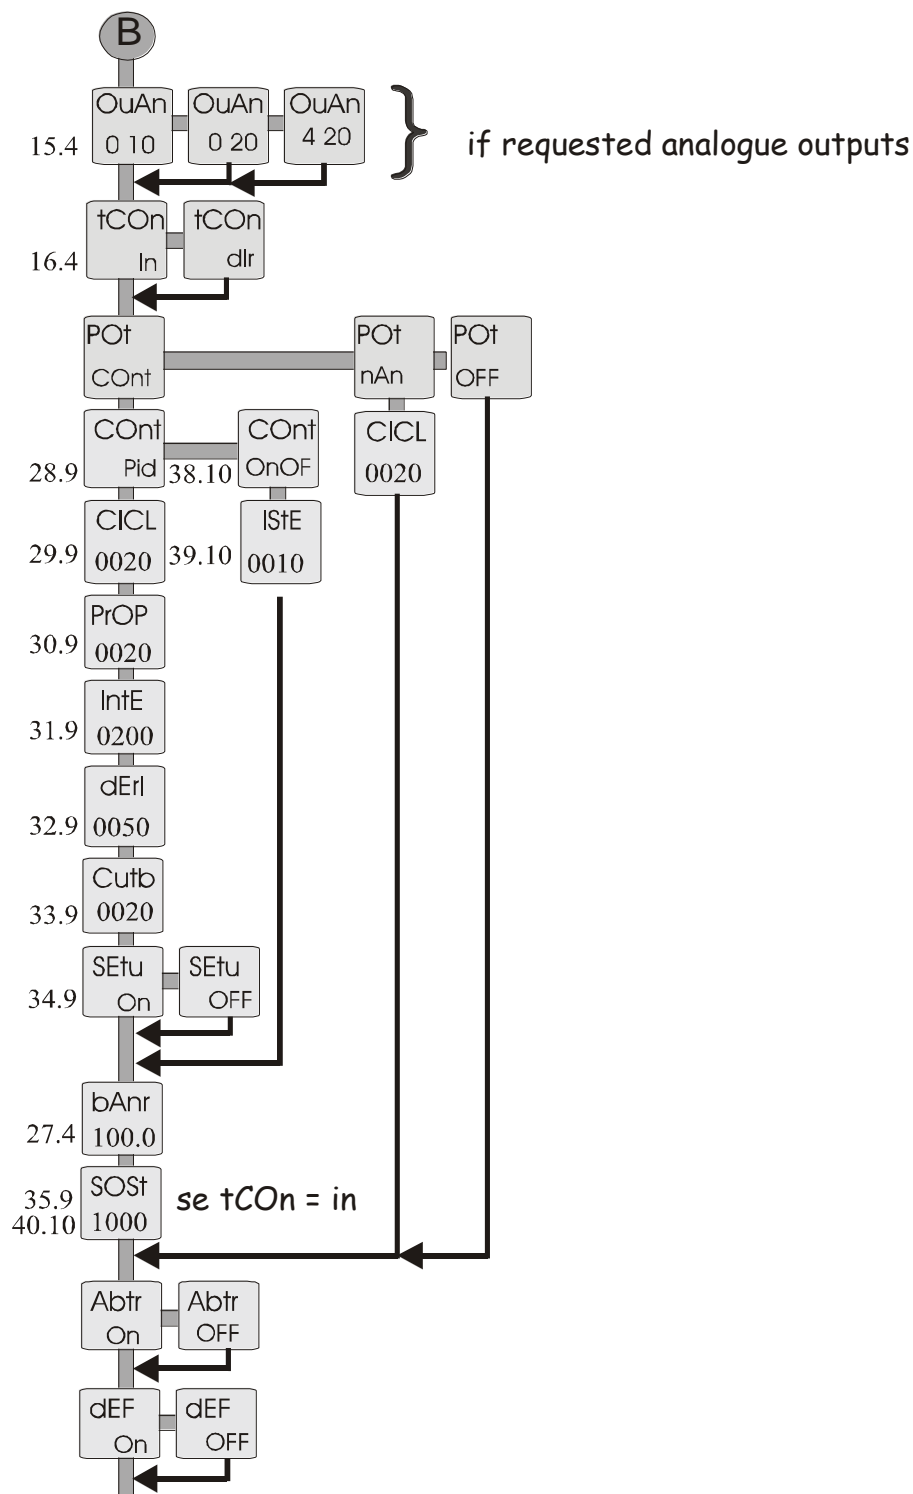 B
OuAn OuAn OuAn
15.4 0 10 0 20 4 20
if requested analogue outputs
tCOn tCOn
16.4 In dIr
POt POt POt
COnt nAn OFF
COnt COnt CICL
28.9 Pid 38.10 OnOF 0020
CICL IStE
29.9 0020 39.10 0010
PrOP
30.9 0020
IntE
31.9 0200
dErI
32.9 0050
Cutb
33.9 0020
SEtu SEtu
34.9 On OFF
bAnr
27.4 100.0
SOSt
35.9 se tCOn = in
40.10 1000
Abtr Abtr
On OFF
dEF dEF
On OFF